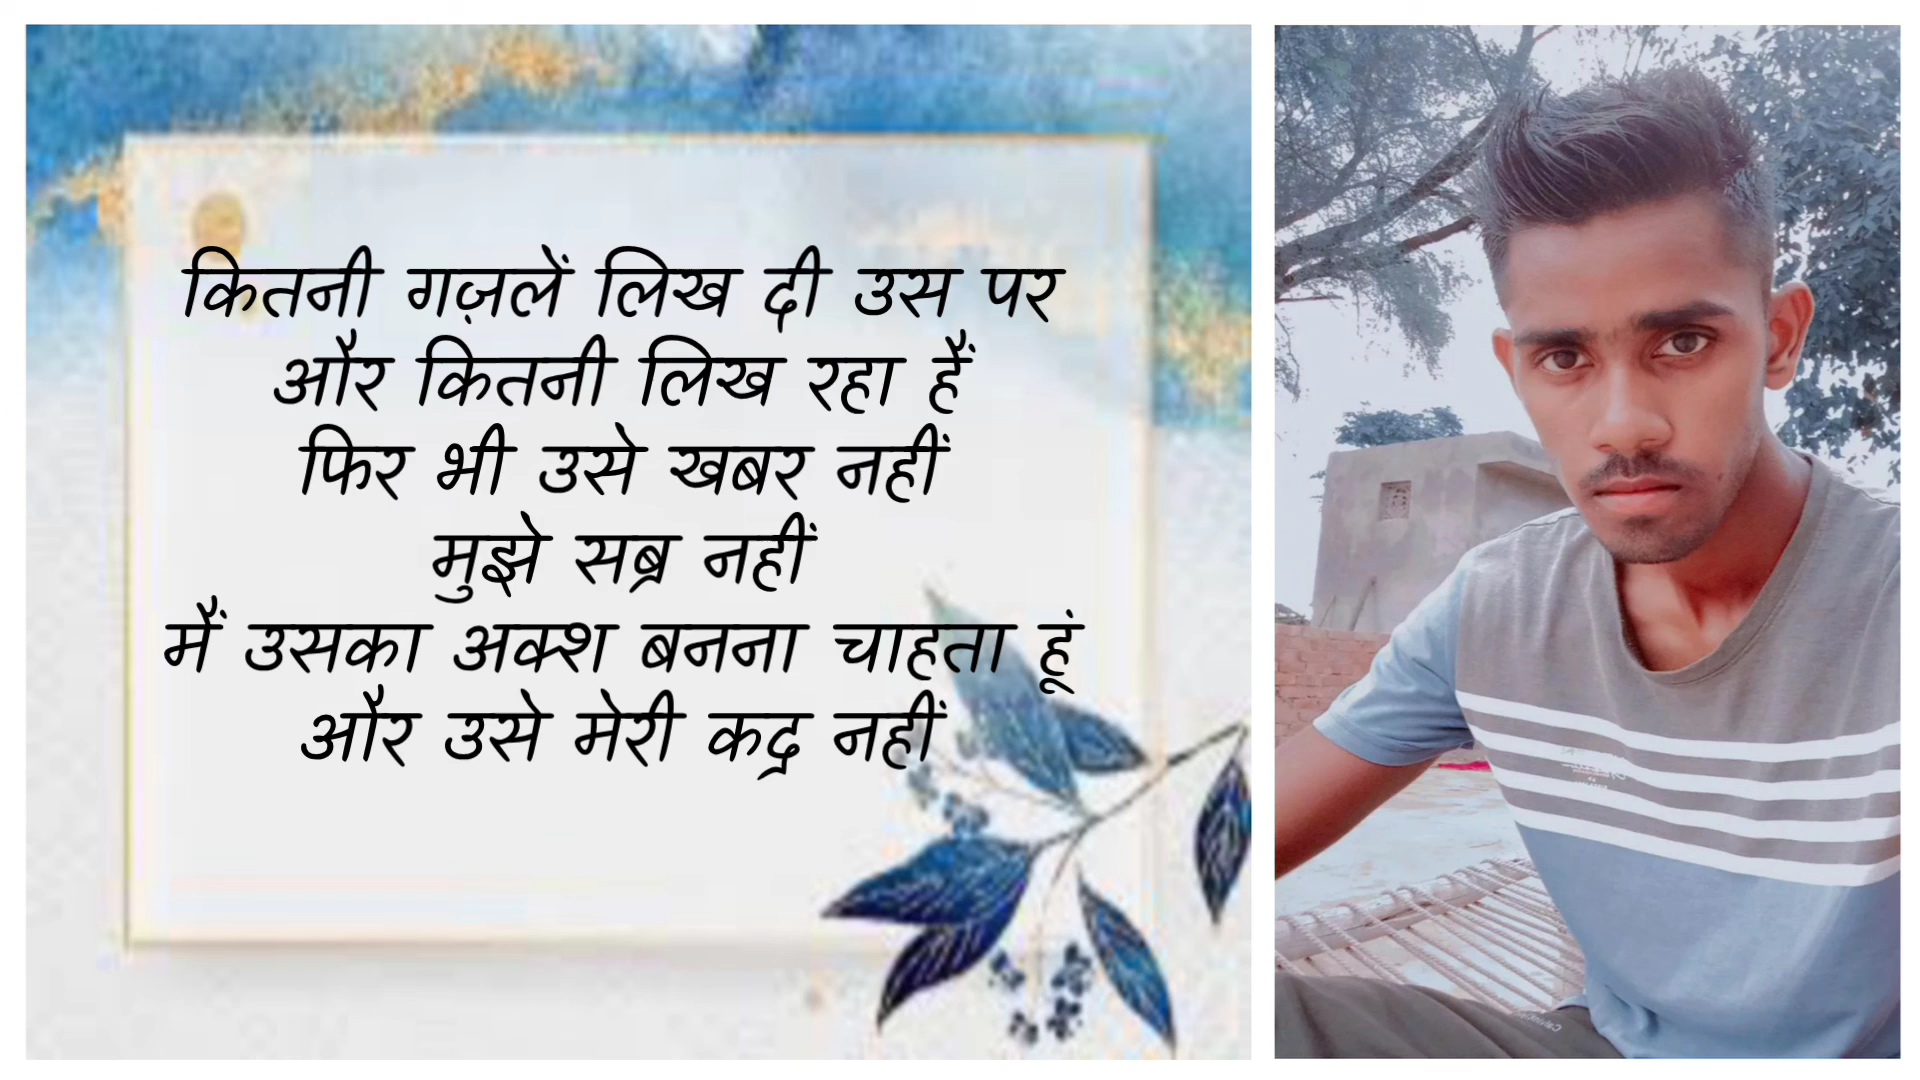 कितनी गज़लें लिख दी उस पर
और कितनी लिख रहा हैं
फिर भी उसे खबर नहीं
मुझे सब्र नहीं
मैं उसका अक्श बनना चाहता हूं
और उसे मेरी कद्र नहीं